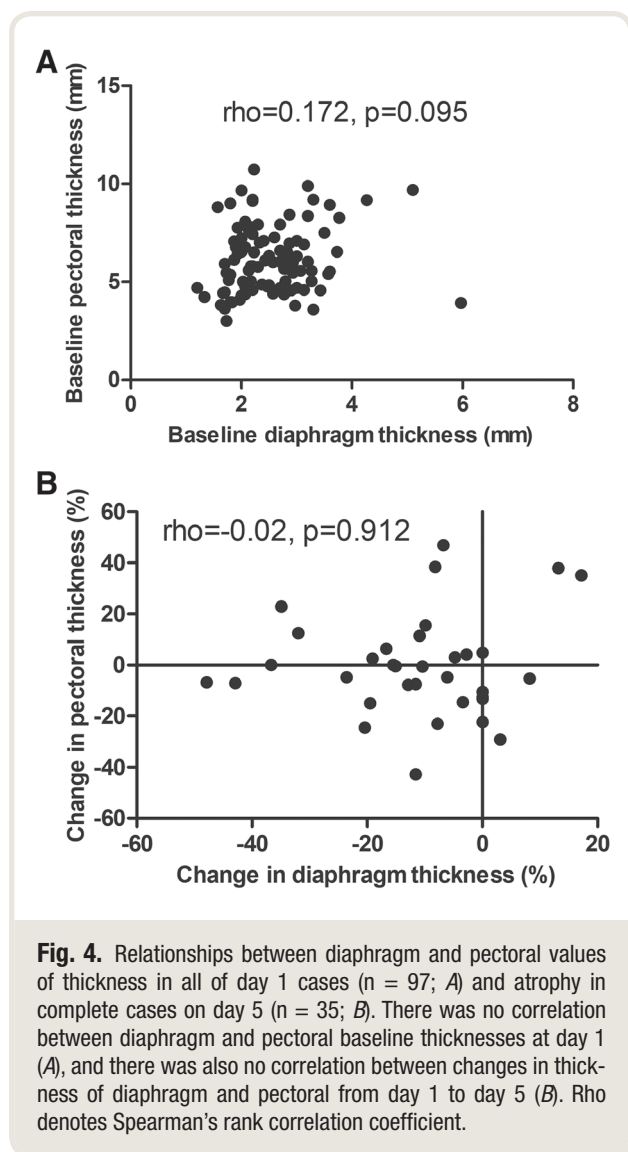 A
Baseline pectoral thickness (mm)
15
10
5
0
rho=0.172, p=0.095
0 2 4 6 8
Baseline diaphragm thickness (mm)
B
Change in pectoral thickness (%)
60
40
20
0
-20
-40
-60
rho=-0.02, p=0.912
-60 -40 -20 0 20
Change in diaphragm thickness (%)
Fig. 4. Relationships between diaphragm and pectoral values
of thickness in all of day 1 cases (n = 97; A) and atrophy in
complete cases on day 5 (n = 35; B). There was no correlation
between diaphragm and pectoral baseline thicknesses at day 1
(A), and there was also no correlation between changes in thick-
ness of diaphragm and pectoral from day 1 to day 5 (B). Rho
denotes Spearman's rank correlation coefficient.